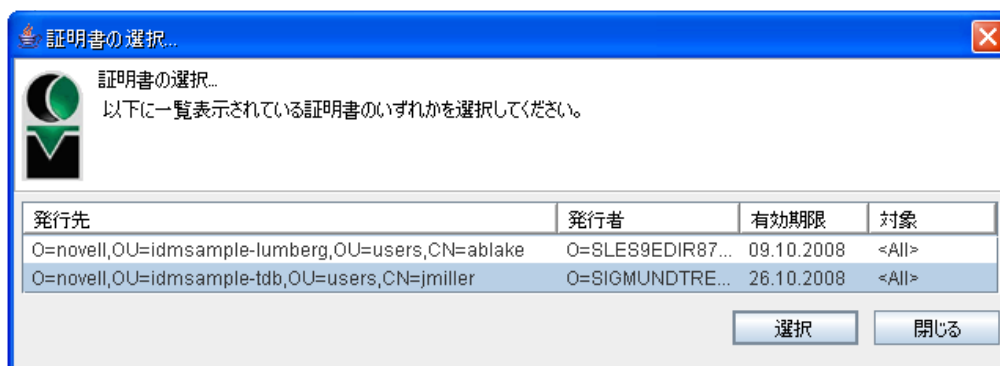 証明書の選択...
証明書の選択...
以下に一覧表示されている証明書のいずれかを選択してください。
発行先 発行者 有効期限 対象
O=novell,OU=idmsample-lumberg,OU=users,CN=ablake O=SLES9EDIR87... 09.10.2008 <All>
O=novell,OU=idmsample-tdb,OU=users,CN=jmiller O=SIGMUNDTRE... 26.10.2008 <All>
選択 閉じる